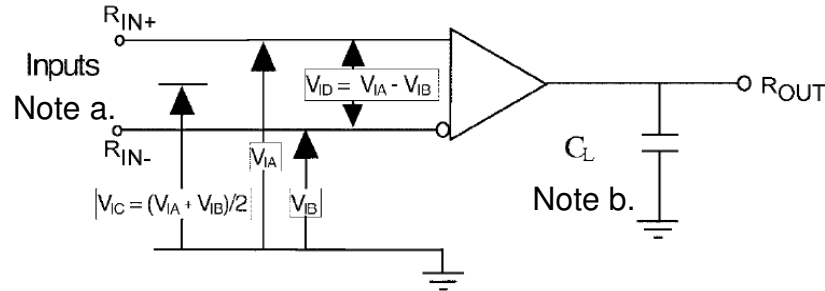 RIN+
Inputs
Note a.
RIN-
VID = VIA - VIB
VIA
VIC = (VIA + VIB)/2
VIB
ROUT
CL
Note b.